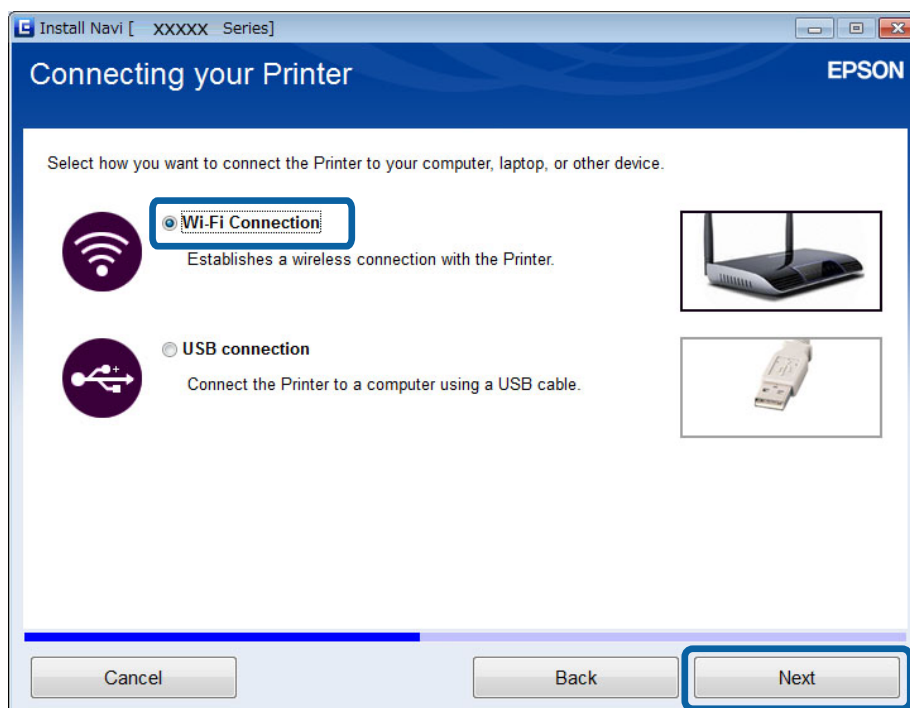 Install Navi [ XXXXX Series]
Connecting your Printer
EPSON
Select how you want to connect the Printer to your computer, laptop, or other device.
Wi-Fi Connection
Establishes a wireless connection with the Printer.
USB connection
Connect the Printer to a computer using a USB cable.
Cancel
Back
Next